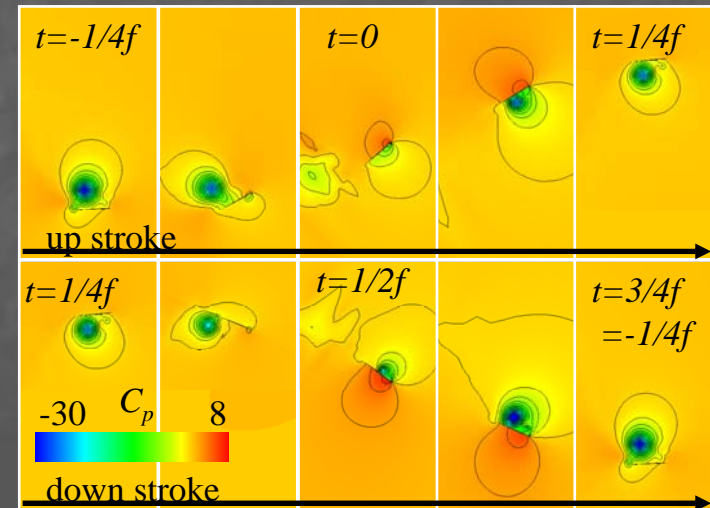 t=-1/4f t=0 t=1/4f
up stroke
t=1/4f t=1/2f t=3/4f
=-1/4f
-30 Cp 8
down stroke